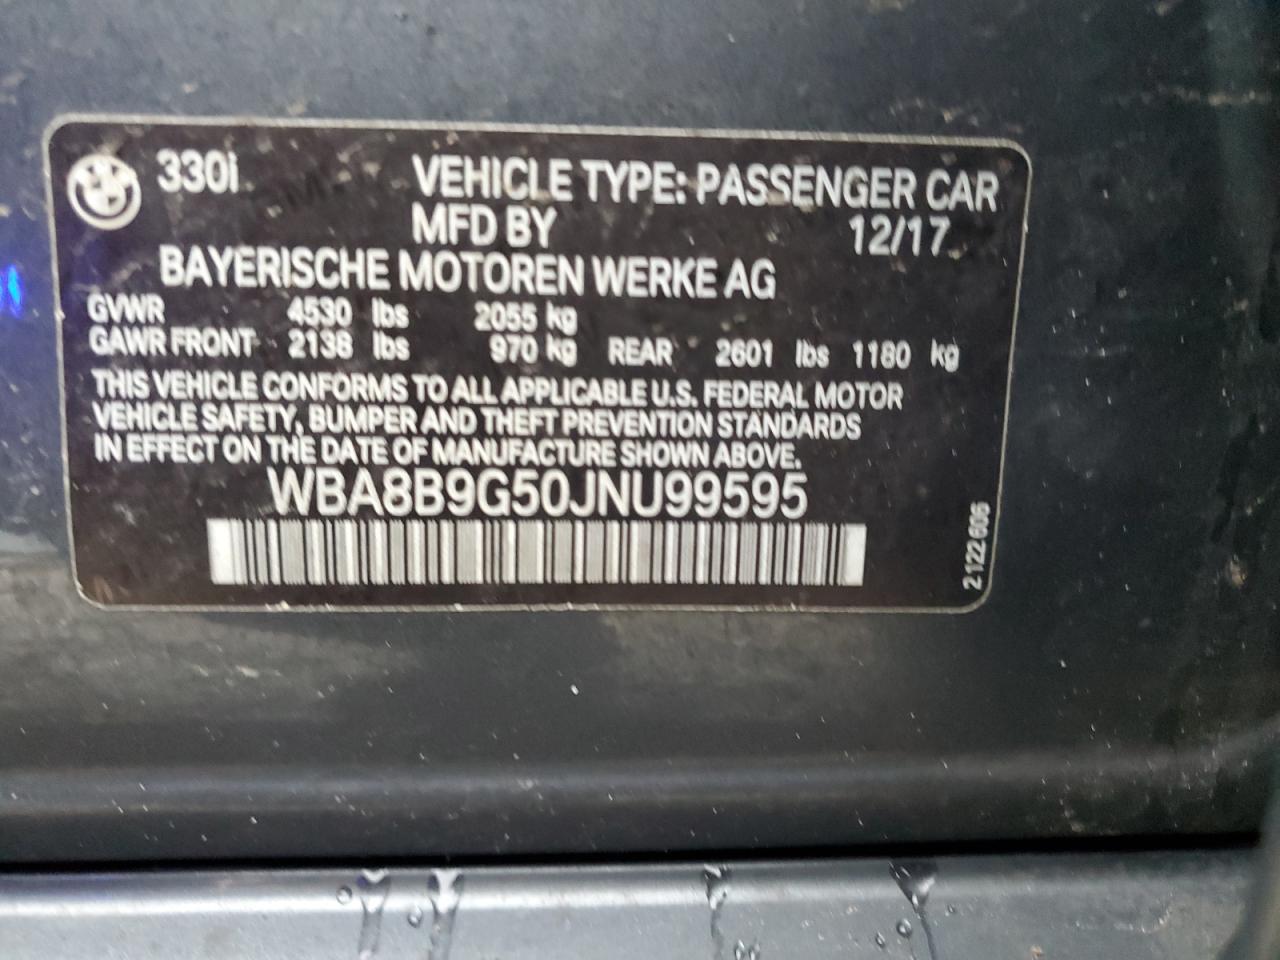 330i VEHICLE TYPE: PASSENGER CAR
MFD BY 12/17
BAYERISCHE MOTOREN WERKE AG
GVWR 4530 lbs 2055 kg
GAWR FRONT 2138 lbs 970 kg REAR 2601 lbs 1180 kg
THIS VEHICLE CONFORMS TO ALL APPLICABLE U.S. FEDERAL MOTOR
VEHICLE SAFETY, BUMPER AND THEFT PREVENTION STANDARDS
IN EFFECT ON THE DATE OF MANUFACTURE SHOWN ABOVE.
WBA8B9G50JNU99595
2122606